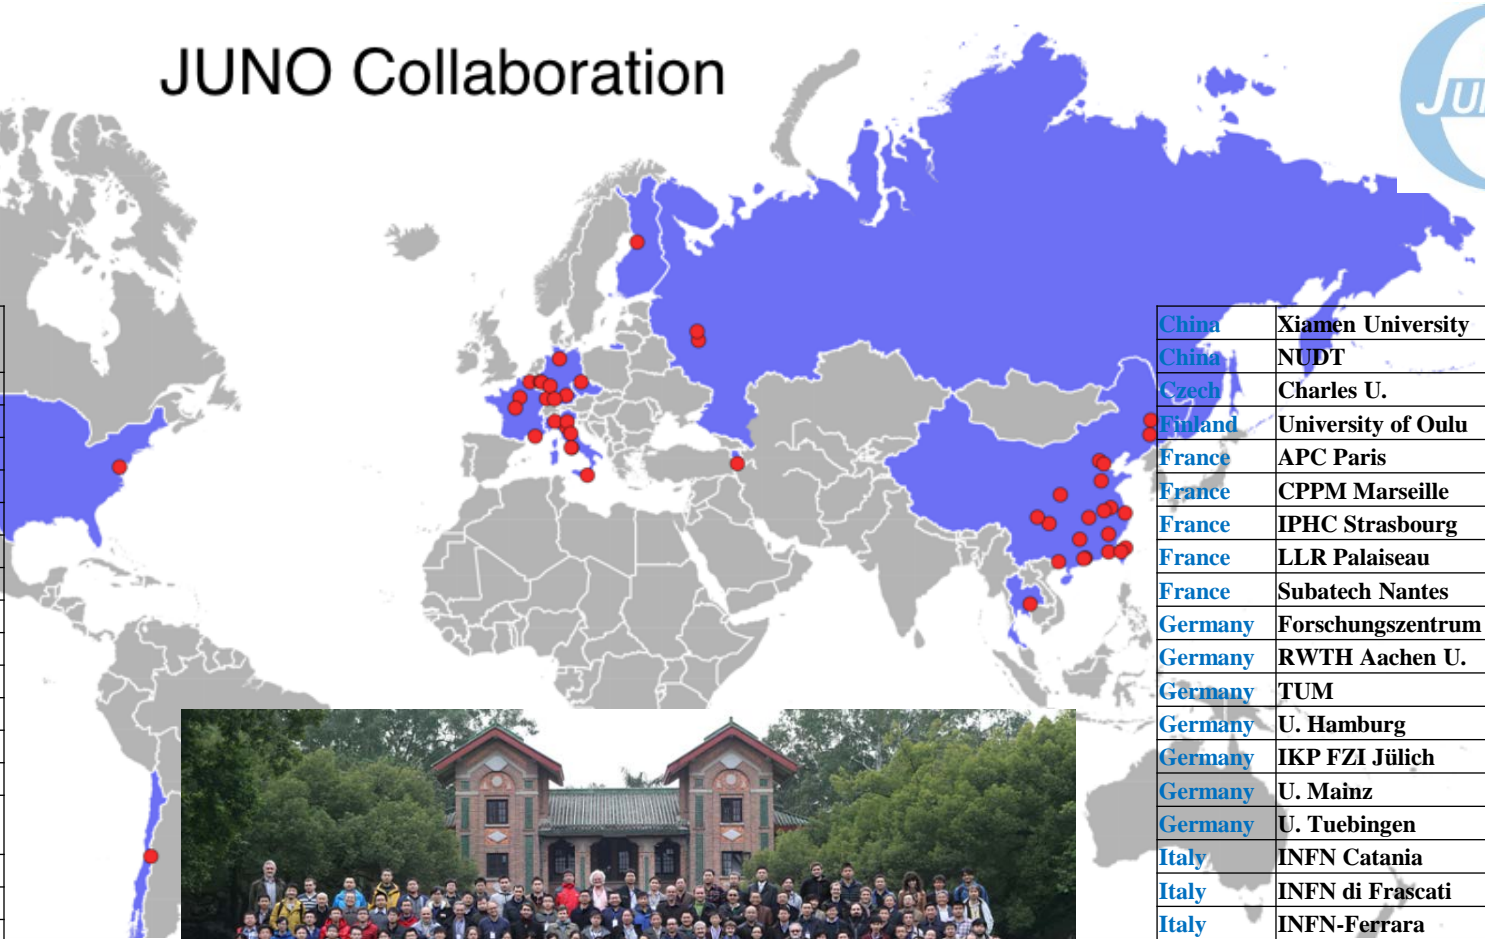 JUNO Collaboration
China Xiamen University
China NUDT
Czech Charles U.
Finland University of Oulu
France APC Paris
France CPPM Marseille
France IPHC Strasbourg
France LLR Palaiseau
France Subatech Nantes
Germany Forschungszentrum
Germany RWTH Aachen U.
Germany TUM
Germany U. Hamburg
Germany IKP FZI Jülich
Germany U. Mainz
Germany U. Tuebingen
Italy INFN Catania
Italy INFN di Frascati
Italy INFN-Ferrara